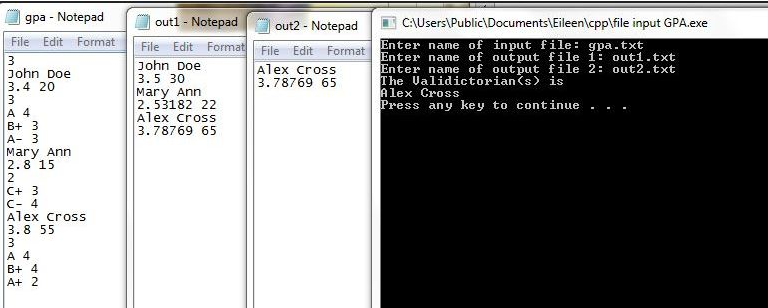 gpa - Notepad
File Edit Format
3
John Doe
3.4 20
3
A 4
B+ 3
A- 3
Mary Ann
2.8 15
2
C+ 3
C- 4
Alex Cross
3.8 55
3
A 4
B+ 4
A+ 2
out1 - Notepad
File Edit Format
John Doe
3.5 30
Mary Ann
2.53182 22
Alex Cross
3.78769 65
out2 - Notepad
File Edit Format
Alex Cross
3.78769 65
C:\Users\Public\Documents\Eileen\cpp\file input GPA.exe
Enter name of input file: gpa.txt
Enter name of output file 1: out1.txt
Enter name of output file 2: out2.txt
The Validictorian(s) is
Alex Cross
Press any key to continue . . .